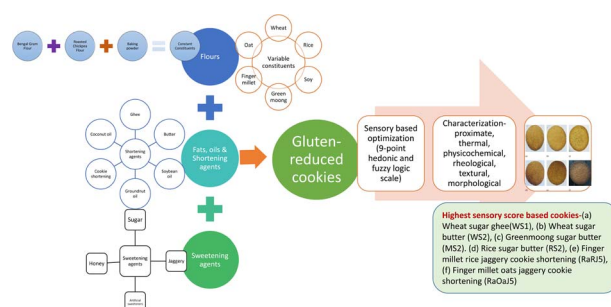 Bengal Gram
Flour
Roasted
Chickpea
Flour
Baking
powder
Constant
Constituents
Flours
Wheat
Oat
Rice
Variable
constituents
Finger
millet
Soy
Green
moong
Ghee
Coconut oil
Butter
Shortening
agents
Cookie
shortening
Soybean
oil
Groundnut
oil
Fats, oils &
Shortening
agents
Gluten-
reduced
cookies
Sensory based
optimization
(9-point
hedonic and
fuzzy logic
scale)
Characterization-
proximate,
thermal,
physicochemical,
rheological,
textural,
morphological
Sugar
Honey
Sweetening
agents
Jaggery
Sweetening
agents
Highest sensory score based cookies-(a)
Wheat sugar ghee(WS1), (b) Wheat sugar
butter (WS2), (c) Greenmoong sugar butter
(MS2). (d) Rice sugar butter (RS2), (e) Finger
millet rice jaggery cookie shortening (RaRJ5),
(f) Finger millet oats jaggery cookie
shortening (RaOaJ5)